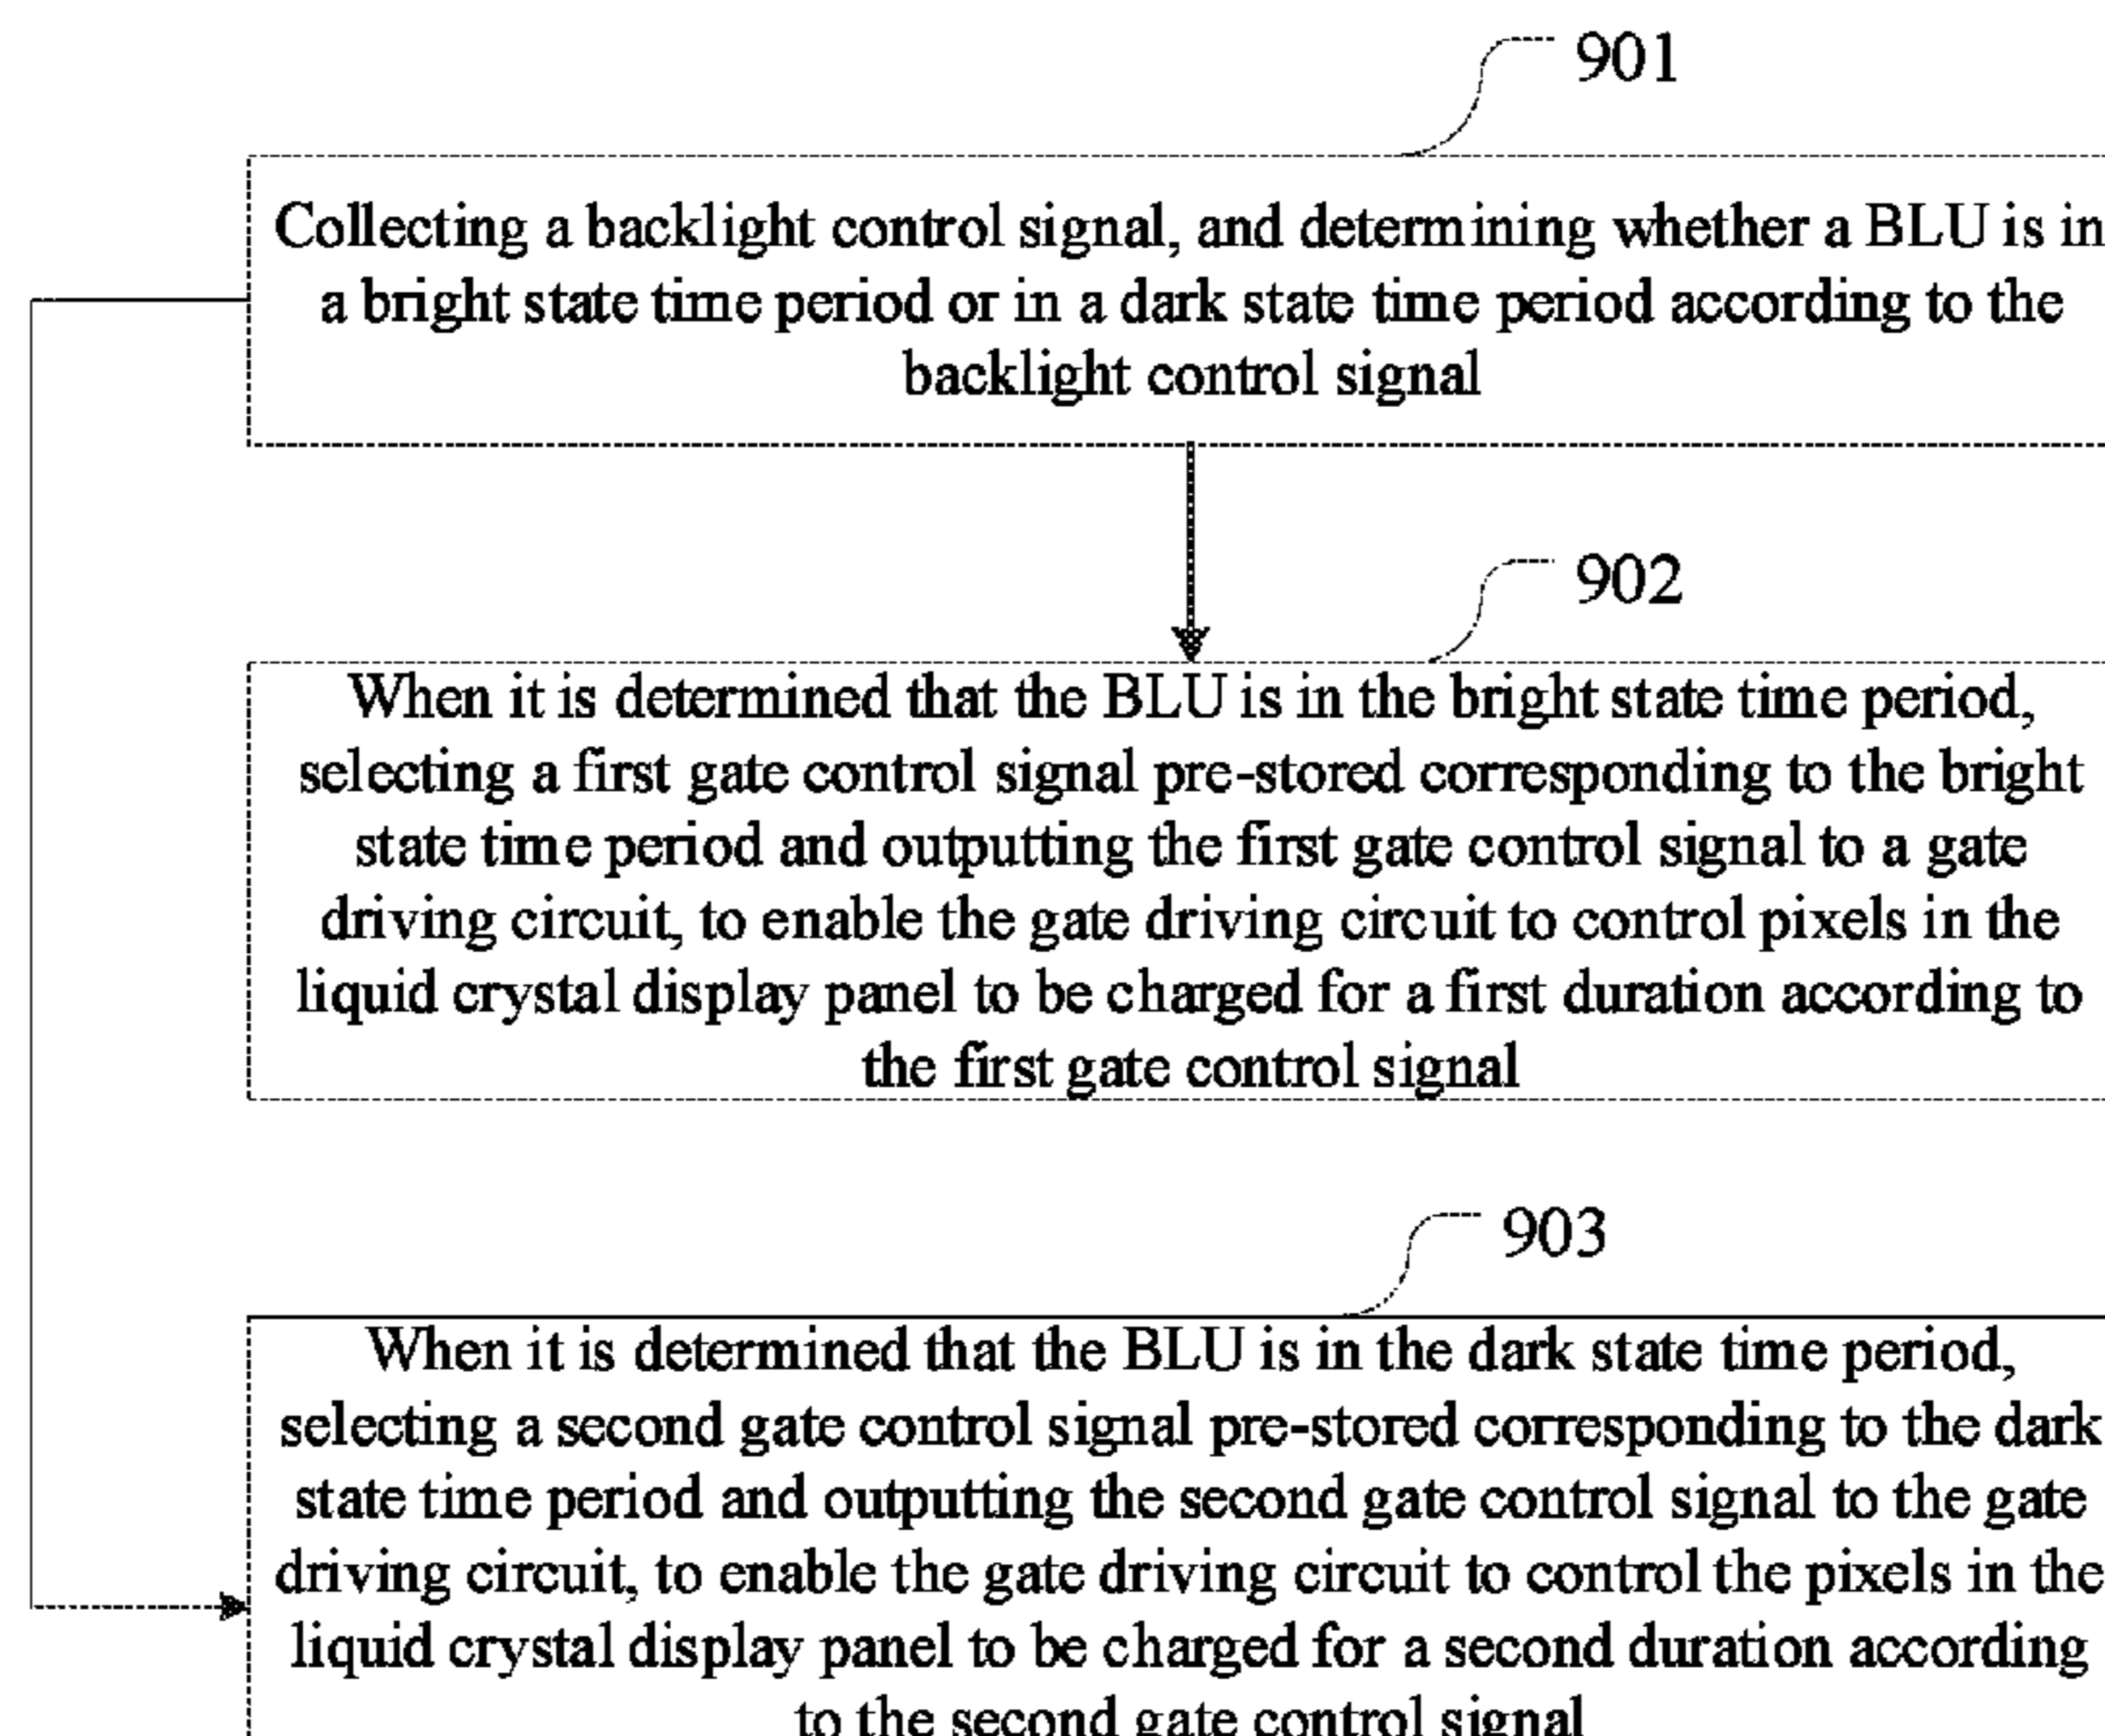 901
Collecting a backlight control signal, and determining whether a BLU is in
a bright state time period or in a dark state time period according to the
backlight control signal
902
When it is determined that the BLU is in the bright state time period,
selecting a first gate control signal pre-stored corresponding to the bright
state time period and outputting the first gate control signal to a gate
driving circuit, to enable the gate driving circuit to control pixels in the
liquid crystal display panel to be charged for a first duration according to
the first gate control signal
903
When it is determined that the BLU is in the dark state time period,
selecting a second gate control signal pre-stored corresponding to the dark
state time period and outputting the second gate control signal to the gate
driving circuit, to enable the gate driving circuit to control the pixels in the
liquid crystal display panel to be charged for a second duration according
to the second gate control signal